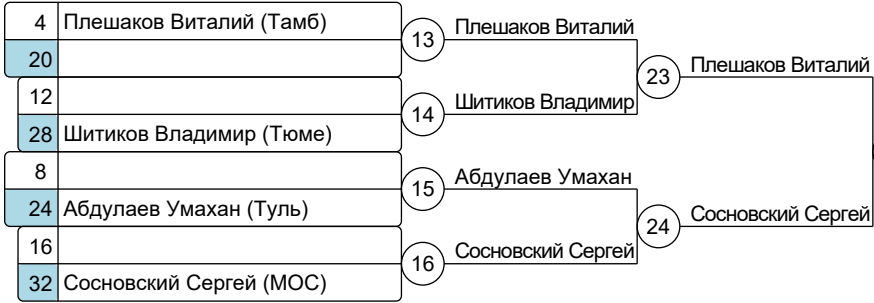 4 Плешаков Виталий (Тамб)
20
12
28 Шитиков Владимир (Тюме)
8
24 Абдулаев Умахан (Туль)
16
32 Сосновский Сергей (МОС)
13 Плешаков Виталий
14 Шитиков Владимир
15 Абдулаев Умахан
16 Сосновский Сергей
23 Плешаков Виталий
24 Сосновский Сергей